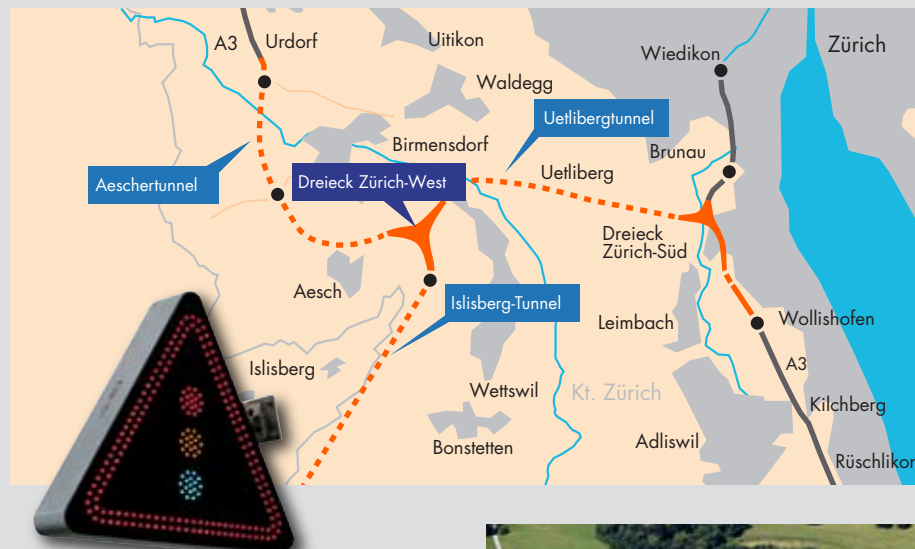 A3
Urdorf
Uitikon
Wiedikon
Zürich
Waldegg
Uetlibergtunnel
Birmensdorf
Brunau
Aeschertunnel
Dreieck Zürich-West
Uetliberg
Dreieck
Zürich-Süd
Aesch
Islisberg-Tunnel
Leimbach
Wollishofen
Islisberg
A3
Wettswil
Kt. Zürich
Kilchberg
Bonstetten
Adliswil
Rüschlikon